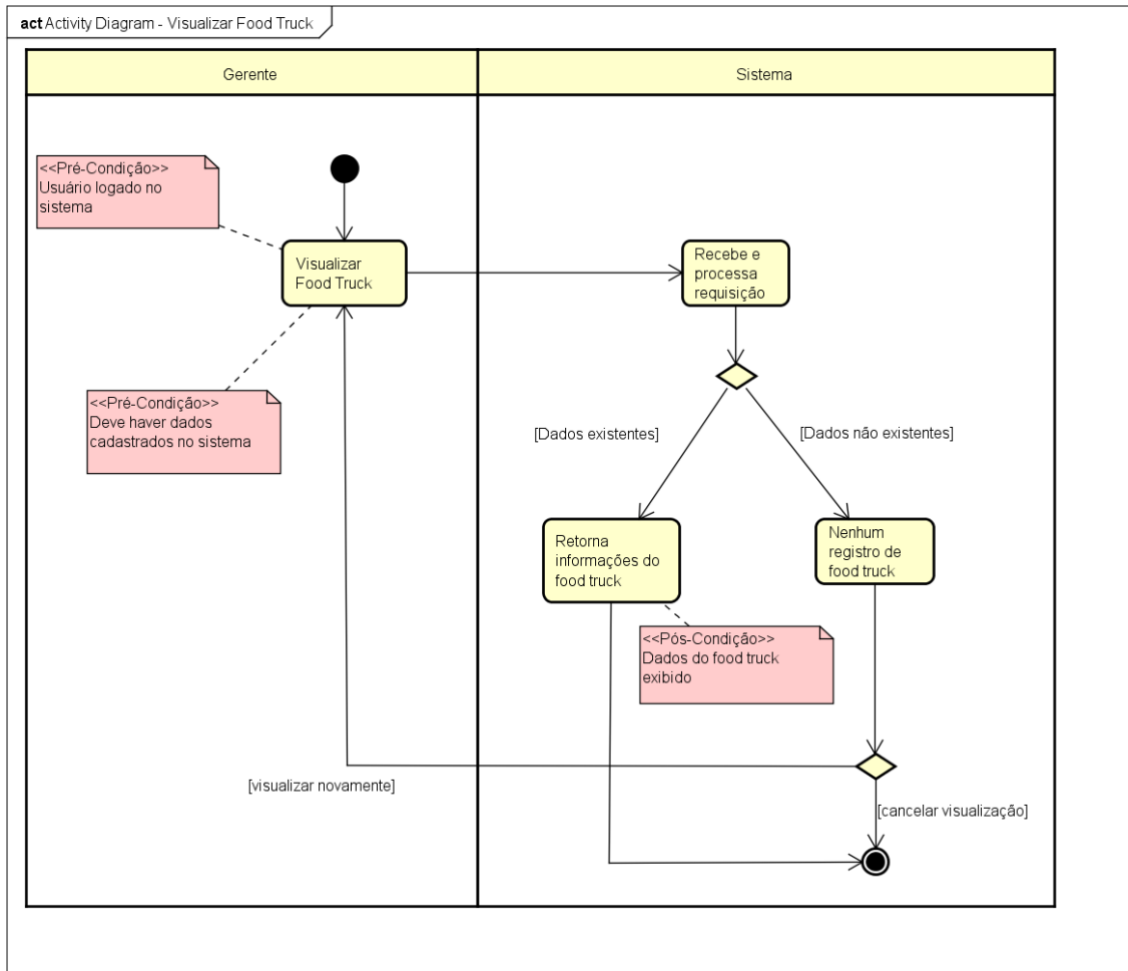 act Activity Diagram - Visualizar Food Truck
Gerente
Sistema
<<Pré-Condição>>
Usuário logado no
sistema
Visualizar
Food Truck
Recebe e
processa
requisição
<<Pré-Condição>>
Deve haver dados
cadastrados no sistema
[Dados existentes]
[Dados não existentes]
Retorna
informações do
food truck
Nenhum
registro de
food truck
<<Pós-Condição>>
Dados do food truck
exibido
[visualizar novamente]
[cancelar visualização]